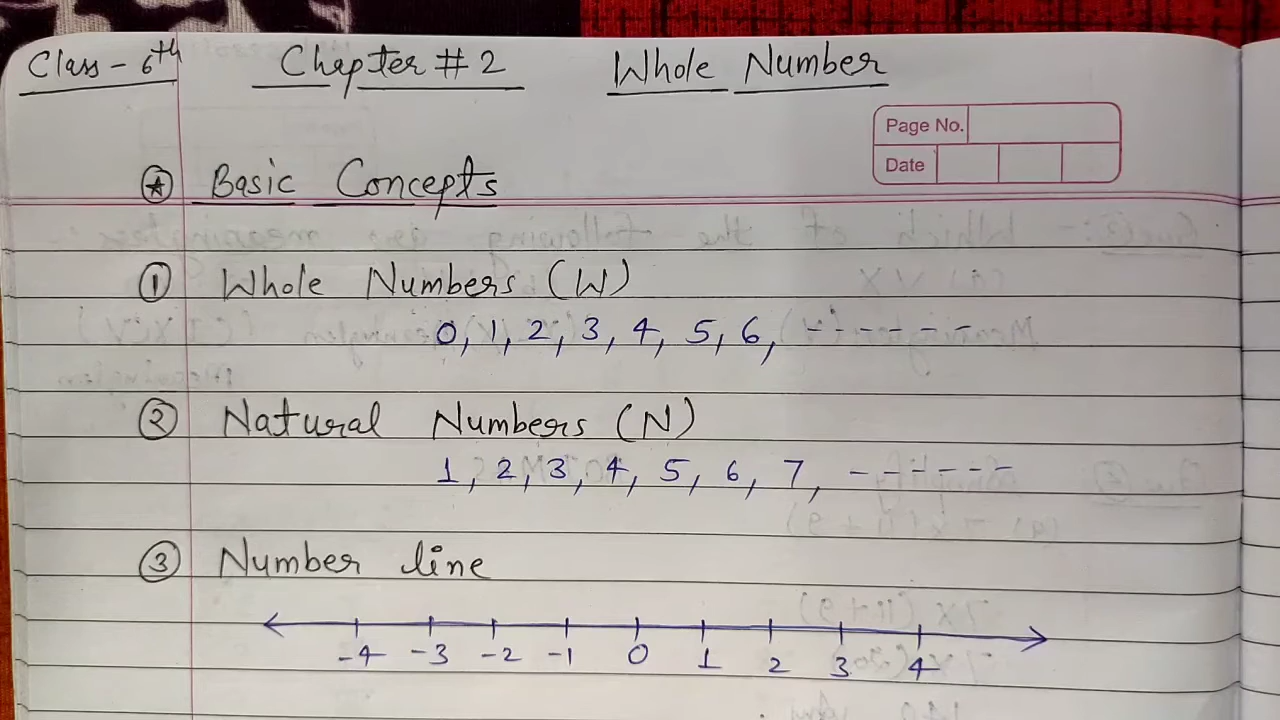 Class - 6th Chapter # 2 Whole Number
Page No.
Date
Basic Concepts
① Whole Numbers (W)
0, 1, 2, 3, 4, 5, 6, ------
② Natural Numbers (N)
1, 2, 3, 4, 5, 6, 7, ------
③ Number line
-4 -3 -2 -1 0 1 2 3 4